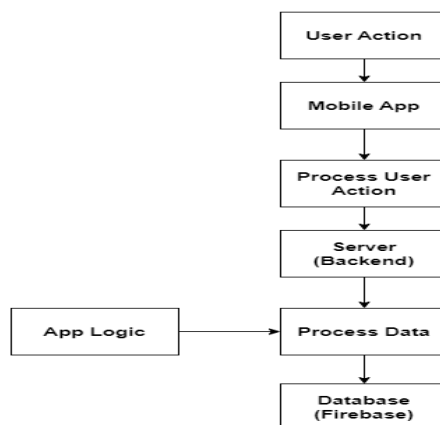 User Action
Mobile App
Process User
Action
Server
(Backend)
App Logic
Process Data
Database
(Firebase)